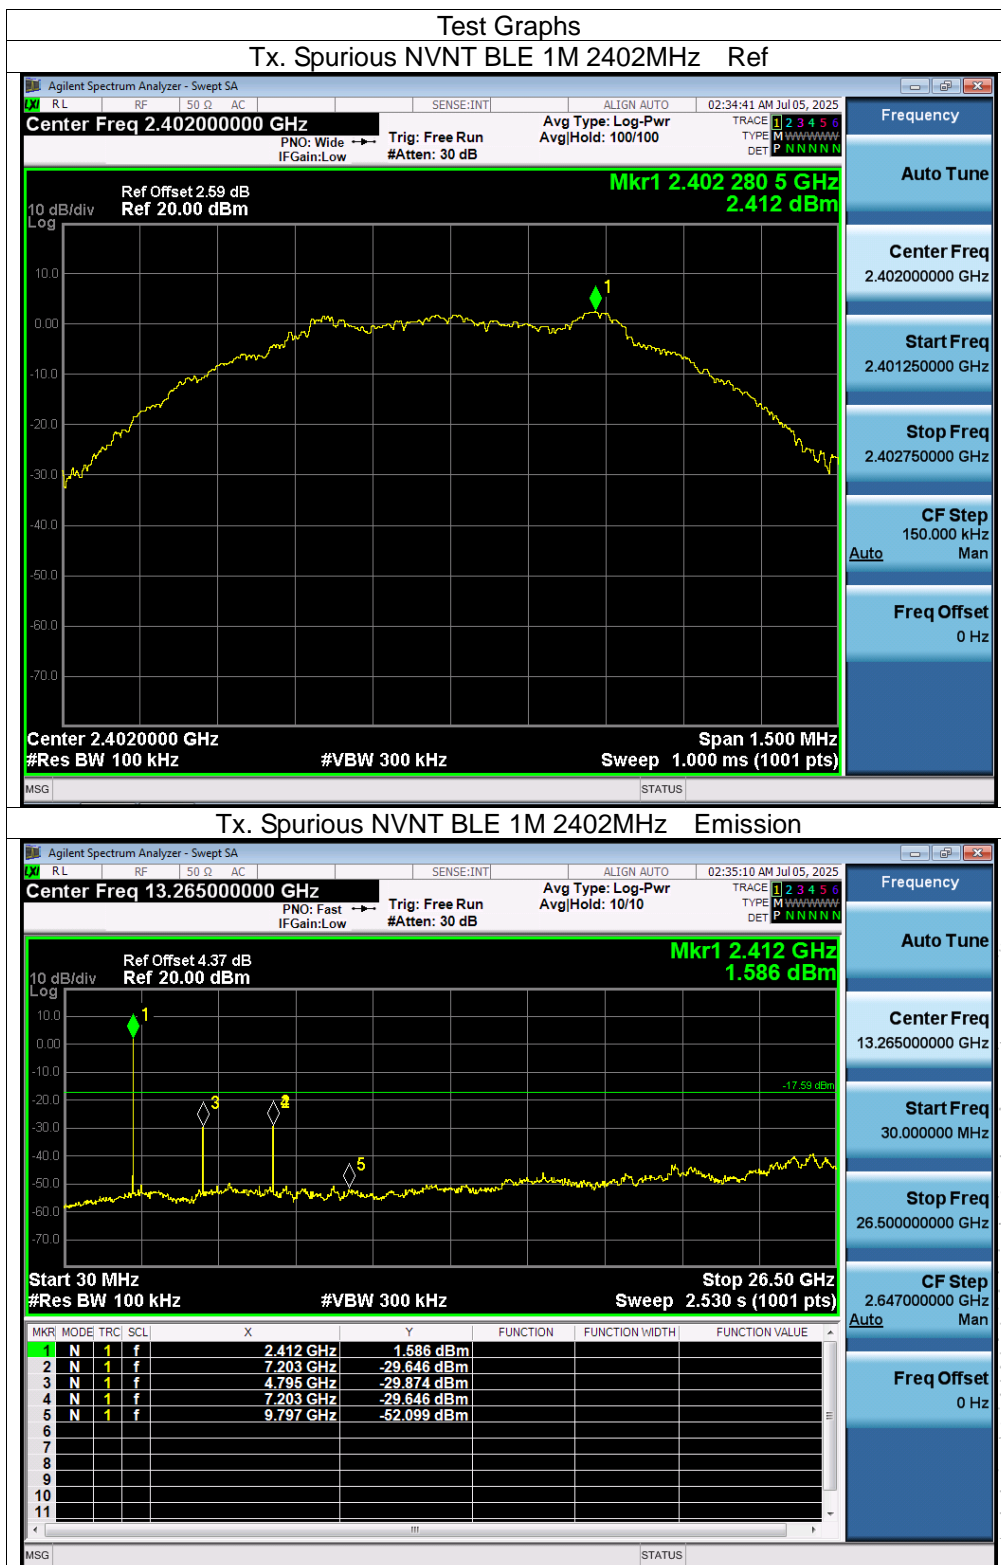 Test Graphs
Tx. Spurious NVNT BLE 1M 2402MHz Ref
Agilent Spectrum Analyzer - Swept SA
LXI RL RF 50 Ω AC SENSE:INT ALIGN AUTO 02:34:41 AM Jul 05, 2025
Center Freq 2.402000000 GHz
PNO: Wide
IFGain:Low
Trig: Free Run
#Atten: 30 dB
Avg Type: Log-Pwr
Avg|Hold: 100/100
TRACE 1 2 3 4 5 6
TYPE M WWWWW
DET P N N N N N
Mkr1 2.402 280 5 GHz
2.412 dBm
Ref Offset 2.59 dB
10 dB/div Ref 20.00 dBm
Log
10.0
0.00
-10.0
-20.0
-30.0
-40.0
-50.0
-60.0
-70.0
1
Center 2.4020000 GHz Span 1.500 MHz
#Res BW 100 kHz #VBW 300 kHz Sweep 1.000 ms (1001 pts)
MSG STATUS
Frequency
Auto Tune
Center Freq
2.402000000 GHz
Start Freq
2.401250000 GHz
Stop Freq
2.402750000 GHz
CF Step
150.000 kHz
Auto Man
Freq Offset
0 Hz
Tx. Spurious NVNT BLE 1M 2402MHz Emission
Agilent Spectrum Analyzer - Swept SA
LXI RL RF 50 Ω AC SENSE:INT ALIGN AUTO 02:35:10 AM Jul 05, 2025
Center Freq 13.265000000 GHz
PNO: Fast
IFGain:Low
Trig: Free Run
#Atten: 30 dB
Avg Type: Log-Pwr
Avg|Hold: 10/10
TRACE 1 2 3 4 5 6
TYPE M WWWWW
DET P N N N N N
Mkr1 2.412 GHz
1.586 dBm
Ref Offset 4.37 dB
10 dB/div Ref 20.00 dBm
Log
10.0
0.00
-10.0
-20.0
-30.0
-40.0
-50.0
-60.0
-70.0
1
-17.59 dBm
3
5
Start 30 MHz Stop 26.50 GHz
#Res BW 100 kHz #VBW 300 kHz Sweep 2.530 s (1001 pts)
MKR MODE TRC SCL X Y FUNCTION FUNCTION WIDTH FUNCTION VALUE
1 N 1 f 2.412 GHz 1.586 dBm
2 N 1 f 7.203 GHz -29.646 dBm
3 N 1 f 4.795 GHz -29.874 dBm
4 N 1 f 7.203 GHz -29.646 dBm
5 N 1 f 9.797 GHz -52.099 dBm
6
7
8
9
10
11
MSG STATUS
Frequency
Auto Tune
Center Freq
13.265000000 GHz
Start Freq
30.000000 MHz
Stop Freq
26.500000000 GHz
CF Step
2.647000000 GHz
Auto Man
Freq Offset
0 Hz